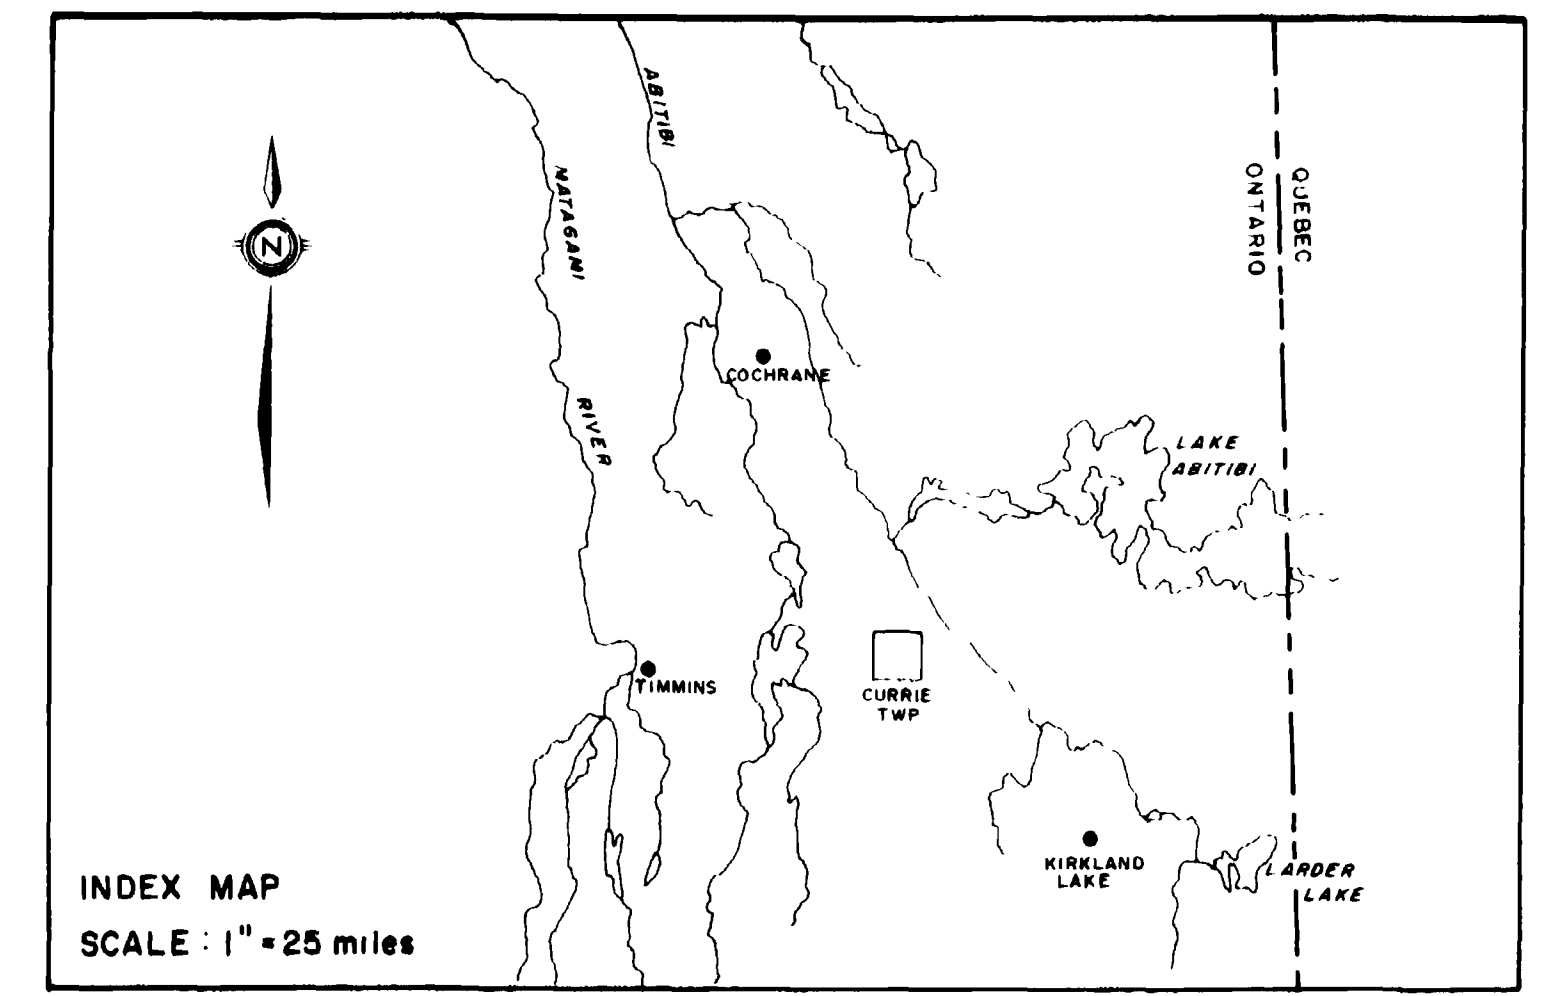 ABITIBI
MATAGAMI
RIVER
QUEBEC
ONTARIO
N
COCHRANE
LAKE
ABITIBI
TIMMINS
CURRIE
TWP
KIRKLAND
LAKE
LARDER
LAKE
INDEX MAP
SCALE : 1" = 25 miles